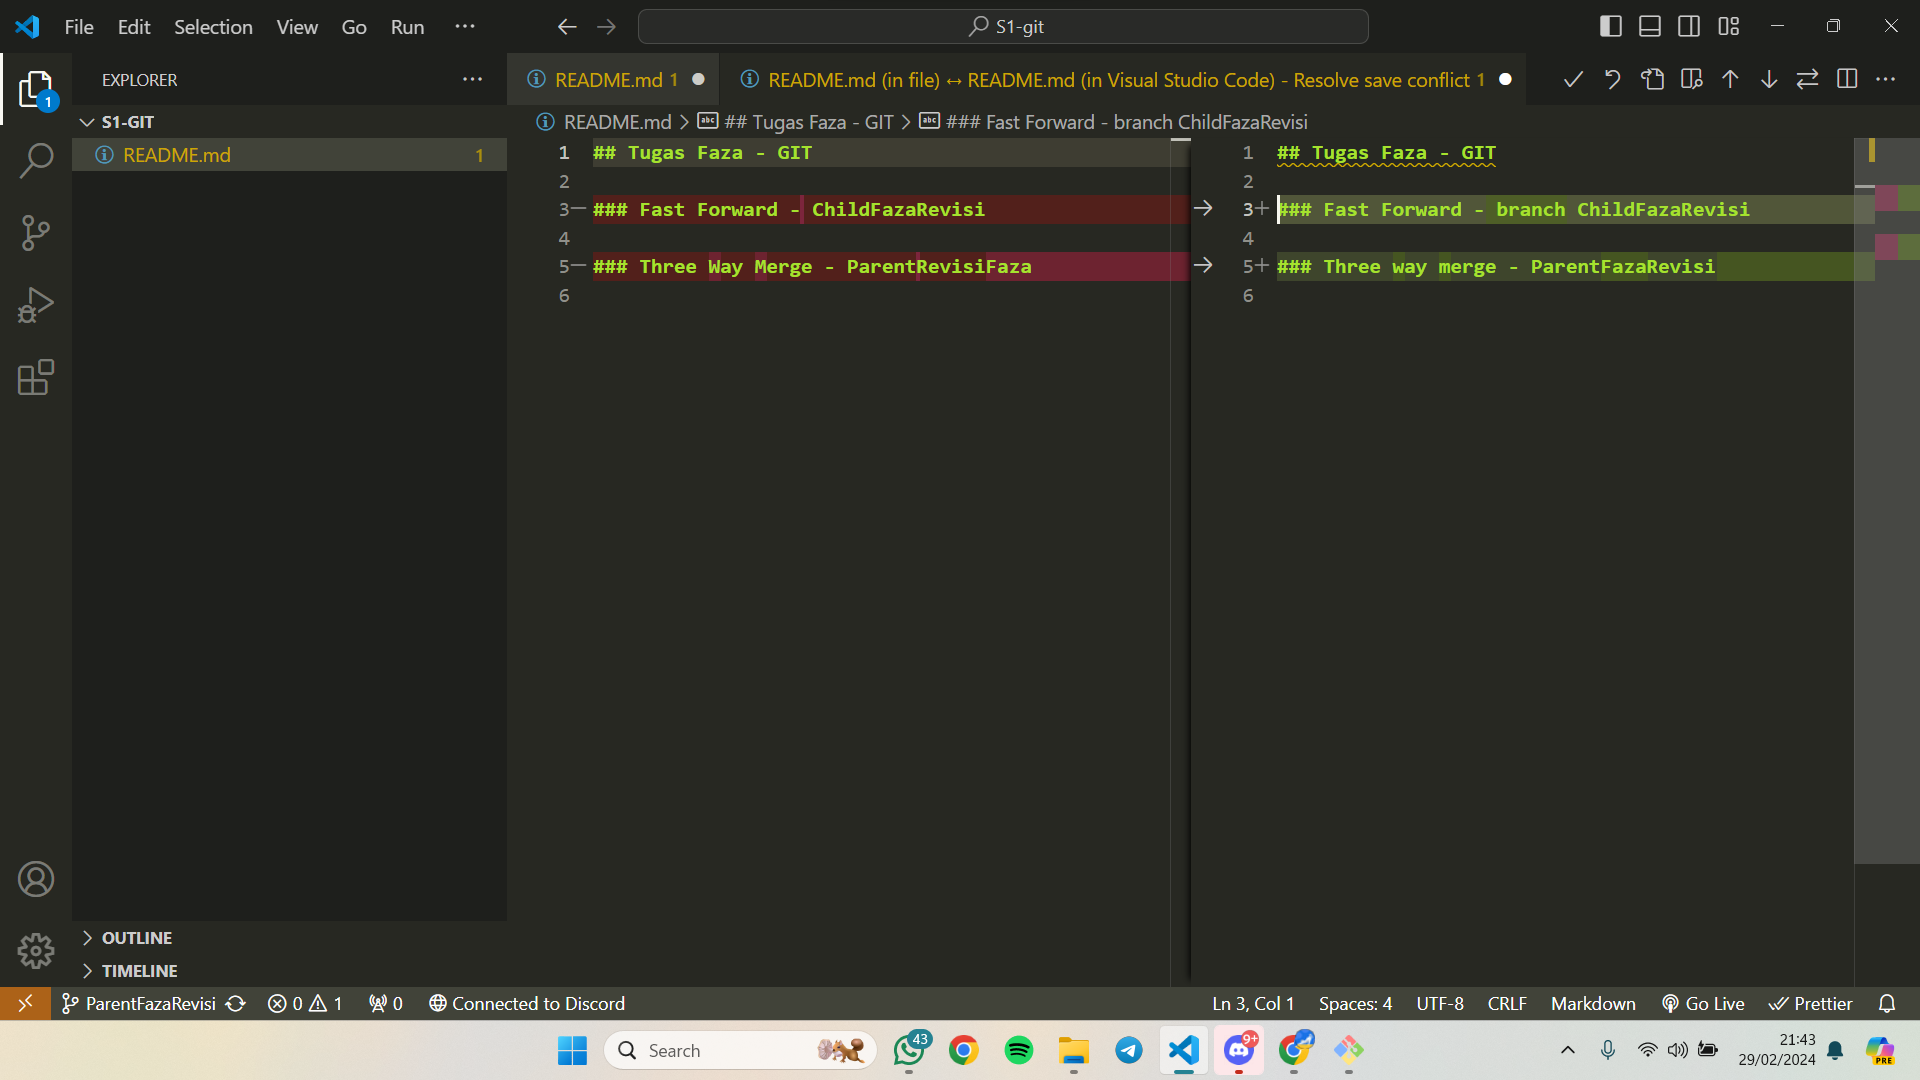 File Edit Selection View Go Run ···
S1-git
EXPLORER ···
README.md 1
README.md (in file) ↔ README.md (in Visual Studio Code) - Resolve save conflict 1
1
S1-GIT
README.md 1
README.md > ## Tugas Faza - GIT > ### Fast Forward - branch ChildFazaRevisi
1 ## Tugas Faza - GIT
2
3— ### Fast Forward - ChildFazaRevisi
4
5— ### Three Way Merge - ParentRevisiFaza
6
1 ## Tugas Faza - GIT
2
3+ ### Fast Forward - branch ChildFazaRevisi
4
5+ ### Three way merge - ParentFazaRevisi
6
OUTLINE
TIMELINE
ParentFazaRevisi 0 1 0 Connected to Discord
Ln 3, Col 1 Spaces: 4 UTF-8 CRLF Markdown Go Live Prettier
Search
43
9+
21:43
29/02/2024
PRE